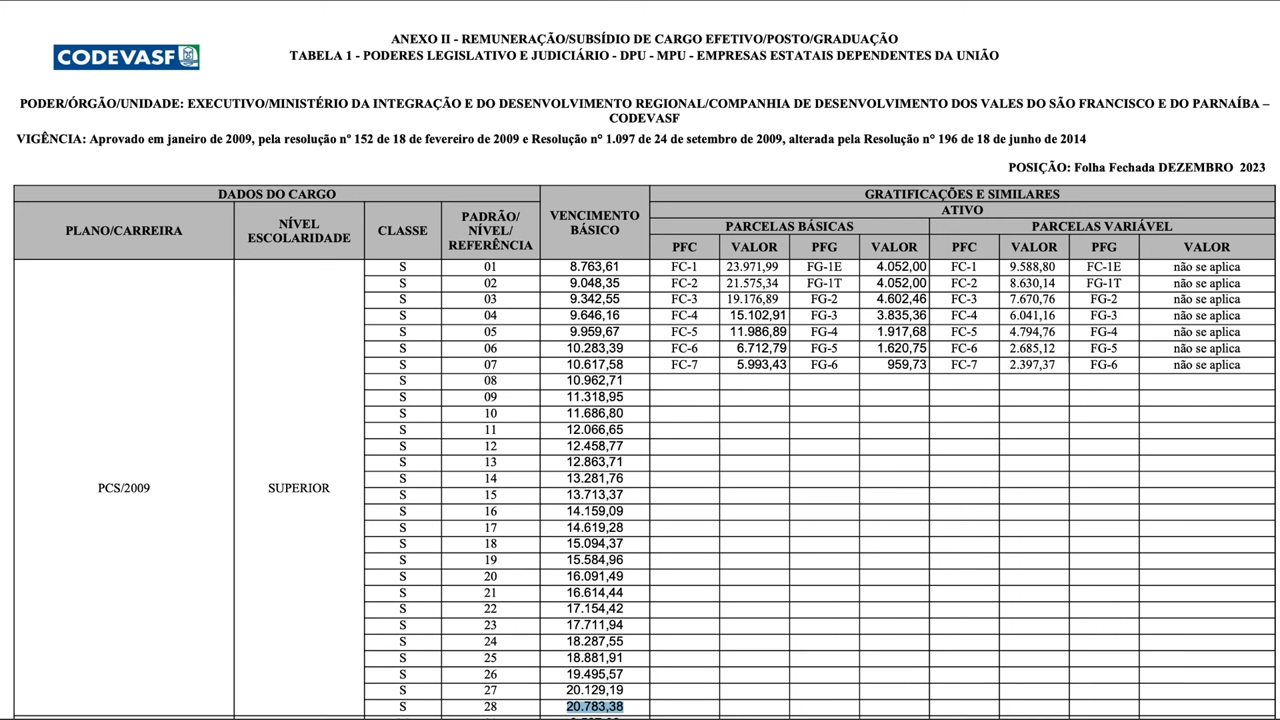 CODEVASF
ANEXO II - REMUNERAÇÃO/SUBSÍDIO DE CARGO EFETIVO/POSTO/GRADUAÇÃO
TABELA 1 - PODERES LEGISLATIVO E JUDICIÁRIO - DPU - MPU - EMPRESAS ESTATAIS DEPENDENTES DA UNIÃO
PODER/ÓRGÃO/UNIDADE: EXECUTIVO/MINISTÉRIO DA INTEGRAÇÃO E DO DESENVOLVIMENTO REGIONAL/COMPANHIA DE DESENVOLVIMENTO DOS VALES DO SÃO FRANCISCO E DO PARNAÍBA –
CODEVASF
VIGÊNCIA: Aprovado em janeiro de 2009, pela resolução nº 152 de 18 de fevereiro de 2009 e Resolução n° 1.097 de 24 de setembro de 2009, alterada pela Resolução n° 196 de 18 de junho de 2014
POSIÇÃO: Folha Fechada DEZEMBRO 2023
DADOS DO CARGO VENCIMENTO BÁSICO GRATIFICAÇÕES E SIMILARES
ATIVO
PLANO/CARREIRA NÍVEL ESCOLARIDADE CLASSE PADRÃO/ NÍVEL/ REFERÊNCIA PARCELAS BÁSICAS PARCELAS VARIÁVEL
PFC VALOR PFG VALOR PFC VALOR PFG VALOR
S 01 8.763,61 FC-1 23.971,99 FG-1E 4.052,00 FC-1 9.588,80 FC-1E não se aplica
S 02 9.048,35 FC-2 21.575,34 FG-1T 4.052,00 FC-2 8.630,14 FG-1T não se aplica
S 03 9.342,55 FC-3 19.176,89 FG-2 4.602,46 FC-3 7.670,76 FG-2 não se aplica
S 04 9.646,16 FC-4 15.102,91 FG-3 3.835,36 FC-4 6.041,16 FG-3 não se aplica
S 05 9.959,67 FC-5 11.986,89 FG-4 1.917,68 FC-5 4.794,76 FG-4 não se aplica
S 06 10.283,39 FC-6 6.712,79 FG-5 1.620,75 FC-6 2.685,12 FG-5 não se aplica
S 07 10.617,58 FC-7 5.993,43 FG-6 959,73 FC-7 2.397,37 FG-6 não se aplica
S 08 10.962,71
S 09 11.318,95
S 10 11.686,80
S 11 12.066,65
S 12 12.458,77
S 13 12.863,71
S 14 13.281,76
PCS/2009 SUPERIOR
S 15 13.713,37
S 16 14.159,09
S 17 14.619,28
S 18 15.094,37
S 19 15.584,96
S 20 16.091,49
S 21 16.614,44
S 22 17.154,42
S 23 17.711,94
S 24 18.287,55
S 25 18.881,91
S 26 19.495,57
S 27 20.129,19
S 28 20.783,38